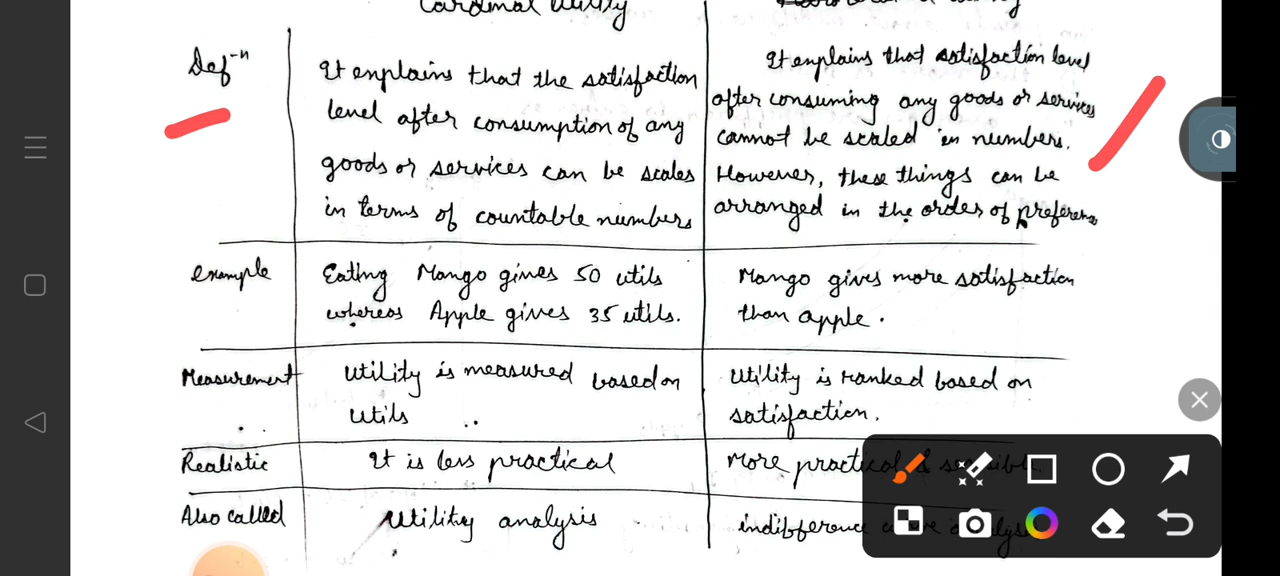 Cardinal Utility
Def-n
It explains that the satisfaction
level after consumption of any
goods or services can be scales
in terms of countable numbers
It explains that satisfaction level
after consuming any goods or services
cannot be scaled in numbers.
However, these things can be
arranged in the order of preference
example
Eating Mango gives 50 utils
whereas Apple gives 35 utils.
Mango gives more satisfaction
than apple.
Measurement
Utility is measured based on
utils
Utility is ranked based on
satisfaction.
Realistic
It is less practical
More practical
Also called
Utility analysis
indifference